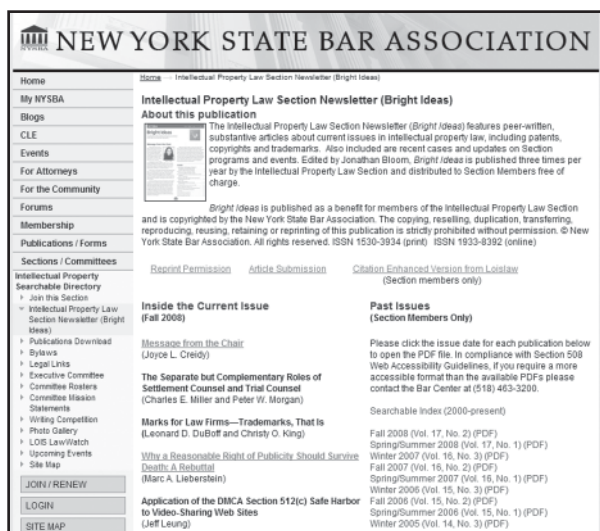 NYSBA
NEW YORK STATE BAR ASSOCIATION
Home
My NYSBA
Blogs
CLE
Events
For Attorneys
For the Community
Forums
Membership
Publications / Forms
Sections / Committees
Intellectual Property
Searchable Directory
Join this Section
Intellectual Property Law
Section Newsletter (Bright
Ideas)
Publications Download
Bylaws
Legal Links
Executive Committee
Committee Rosters
Committee Mission
Statements
Writing Competition
Photo Gallery
LOIS LawWatch
Upcoming Events
Site Map
JOIN / RENEW
LOGIN
SITE MAP
Home → Intellectual Property Law Section Newsletter (Bright Ideas)
Intellectual Property Law Section Newsletter (Bright Ideas)
About this publication
The Intellectual Property Law Section Newsletter (Bright Ideas) features peer-written,
substantive articles about current issues in intellectual property law, including patents,
copyrights and trademarks. Also included are recent cases and updates on Section
programs and events. Edited by Jonathan Bloom, Bright Ideas is published three times per
year by the Intellectual Property Law Section and distributed to Section Members free of
charge.
Bright Ideas is published as a benefit for members of the Intellectual Property Law Section
and is copyrighted by the New York State Bar Association. The copying, reselling, duplication, transferring,
reproducing, reusing, retaining or reprinting of this publication is strictly prohibited without permission. © New
York State Bar Association. All rights reserved. ISSN 1530-3934 (print) ISSN 1933-8392 (online)
Reprint Permission Article Submission Citation Enhanced Version from Loislaw
(Section members only)
Inside the Current Issue
(Fall 2008)
Message from the Chair
(Joyce L. Creidy)
The Separate but Complementary Roles of
Settlement Counsel and Trial Counsel
(Charles E. Miller and Peter W. Morgan)
Marks for Law Firms—Trademarks, That Is
(Leonard D. DuBoff and Christy O. King)
Why a Reasonable Right of Publicity Should Survive
Death: A Rebuttal
(Marc A. Lieberstein)
Application of the DMCA Section 512(c) Safe Harbor
to Video-Sharing Web Sites
(Jeff Leung)
Past Issues
(Section Members Only)
Please click the issue date for each publication below
to open the PDF file. In compliance with Section 508
Web Accessibility Guidelines, if you require a more
accessible format than the available PDFs please
contact the Bar Center at (518) 463-3200.
Searchable Index (2000-present)
Fall 2008 (Vol. 17, No. 2) (PDF)
Spring/Summer 2008 (Vol. 17, No. 1) (PDF)
Winter 2007 (Vol. 16, No. 3) (PDF)
Fall 2007 (Vol. 16, No. 2) (PDF)
Spring/Summer 2007 (Vol. 16, No. 1) (PDF)
Winter 2006 (Vol. 15, No. 3) (PDF)
Fall 2006 (Vol. 15, No. 2) (PDF)
Spring/Summer 2006 (Vol. 15, No. 1) (PDF)
Winter 2005 (Vol. 14, No. 3) (PDF)